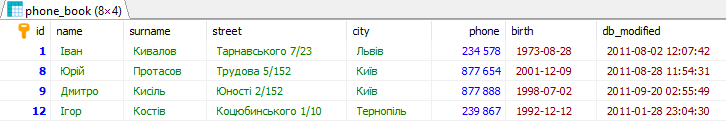 phone_book (8×4)
id name surname street city phone birth db_modified
1 Іван Кивалов Тарнавського 7/23 Львів 234 578 1973-08-28 2011-08-02 12:07:42
8 Юрій Протасов Трудова 5/152 Київ 877 654 2001-12-09 2011-08-28 11:54:31
9 Дмитро Кисіль Юності 2/152 Київ 877 888 1998-07-02 2011-09-20 02:55:49
12 Ігор Костів Коцюбинського 1/10 Тернопіль 239 867 1992-12-12 2011-01-28 23:04:30